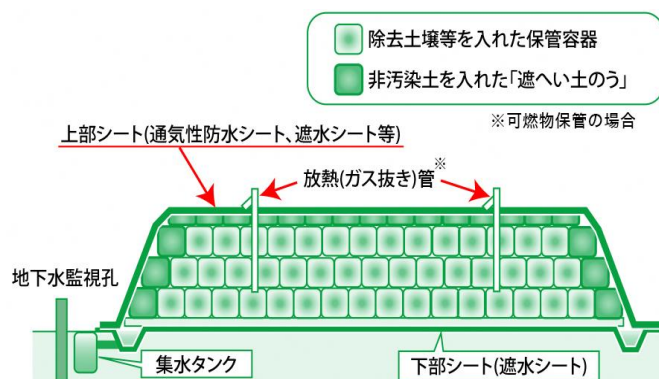 除去土壌等を入れた保管容器
非汚染土を入れた「遮へい土のう」
※可燃物保管の場合
上部シート(通気性防水シート、遮水シート等)
放熱(ガス抜き)管※
地下水監視孔
集水タンク
下部シート(遮水シート)